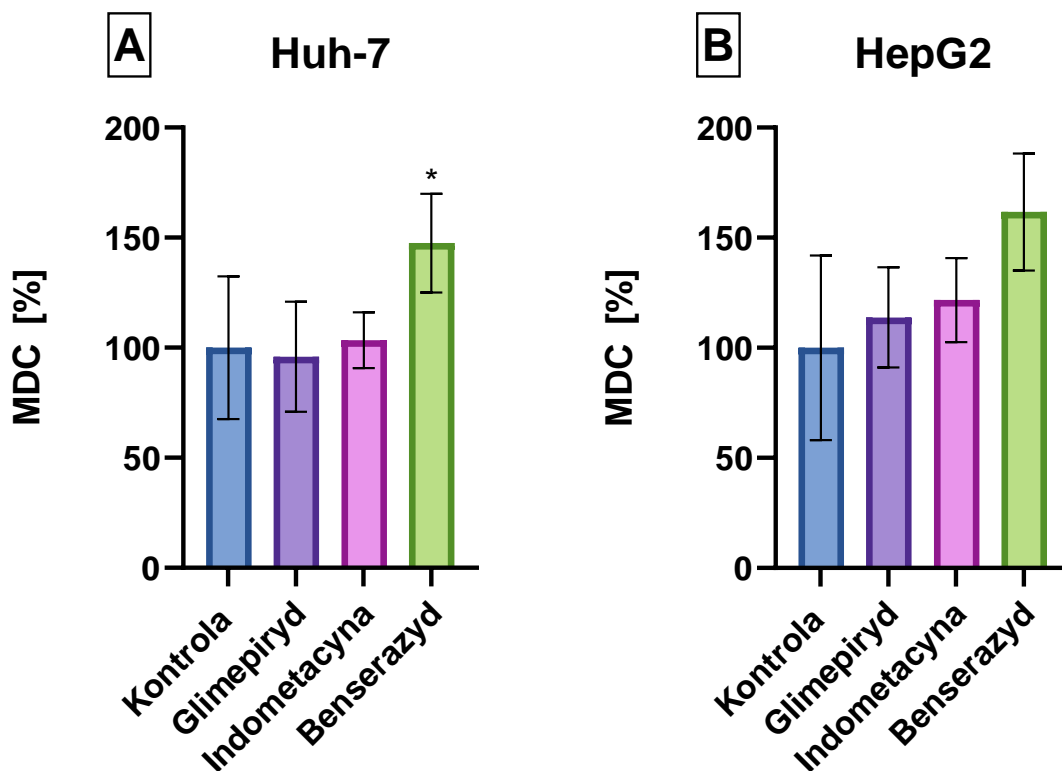 A
Huh-7
MDC [%]
200
150
100
50
0
*
Kontrola
Glimepiryd
Indometacyna
Benserazyd
B
HepG2
MDC [%]
200
150
100
50
0
Kontrola
Glimepiryd
Indometacyna
Benserazyd